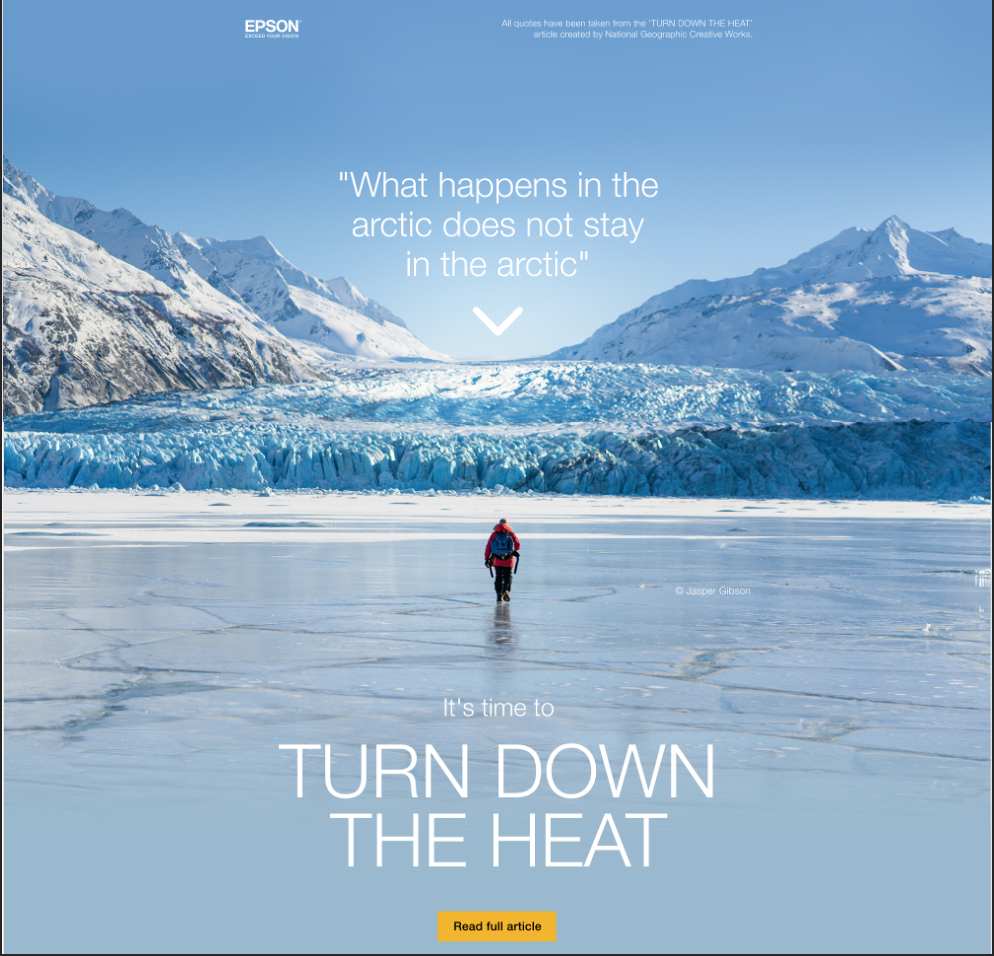 EPSON
EXCEED YOUR VISION
All quotes have been taken from the 'TURN DOWN THE HEAT'
article created by National Geographic Creative Works.
"What happens in the
arctic does not stay
in the arctic"
© Jasper Gibson
It's time to
TURN DOWN
THE HEAT
Read full article